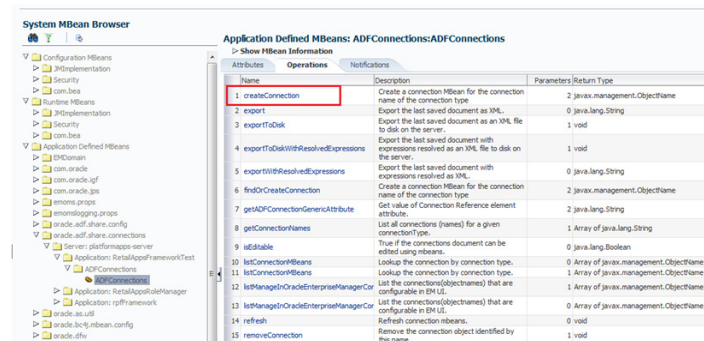 System MBean Browser
Configuration MBeans
JMImplementation
Security
com.bea
Runtime MBeans
JMImplementation
Security
com.bea
Application Defined MBeans
EMDomain
com.oracle
com.oracle.igf
com.oracle.jps
emoms.props
emomslogging.props
oracle.adf.share.config
oracle.adf.share.connections
Server: platformapps-server
Application: RetailAppsFrameworkTest
ADFConnections
ADFConnections
Application: RetailAppsRoleManager
Application: rpfFramework
oracle.as.util
oracle.bc4j.mbean.config
oracle.dfw
Application Defined MBeans: ADFConnections:ADFConnections
Show MBean Information
Attributes Operations Notifications
Name Description Parameters Return Type
1 createConnection Create a connection MBean for the connection 2 javax.management.ObjectName
name of the connection type
2 export Export the last saved document as XML. 0 java.lang.String
3 exportToDisk Export the last saved document as an XML file 1 void
to disk on the server.
4 exportToDiskWithResolvedExpressions Export the last saved document with 1 void
expressions resolved as an XML file to disk on
the server.
5 exportWithResolvedExpressions Export the last saved document with 0 java.lang.String
expressions resolved as XML.
6 findOrCreateConnection Create a connection MBean for the connection 2 javax.management.ObjectName
name of the connection type
7 getADFConnectionGenericAttribute Get value of Connection Reference element 2 java.lang.String
attribute.
8 getConnectionNames List all connections (names) for a given 1 Array of java.lang.String
connectionType.
9 isEditable True if the connections document can be 0 java.lang.Boolean
edited using mbeans.
10 listConnectionMBeans Lookup the connection by connection type. 0 Array of javax.management.ObjectName
11 listConnectionMBeans Lookup the connection by connection type. 1 Array of javax.management.ObjectName
12 listManageInOracleEnterpriseManagerCor List the connections(objectnames) that are 1 Array of javax.management.ObjectName
configurable in EM UI.
13 listManageInOracleEnterpriseManagerCor List the connections(objectnames) that are 0 Array of javax.management.ObjectName
configurable in EM UI.
14 refresh Refresh connection mbeans. 0 void
15 removeConnection Remove the connection object identified by 1 void
this name